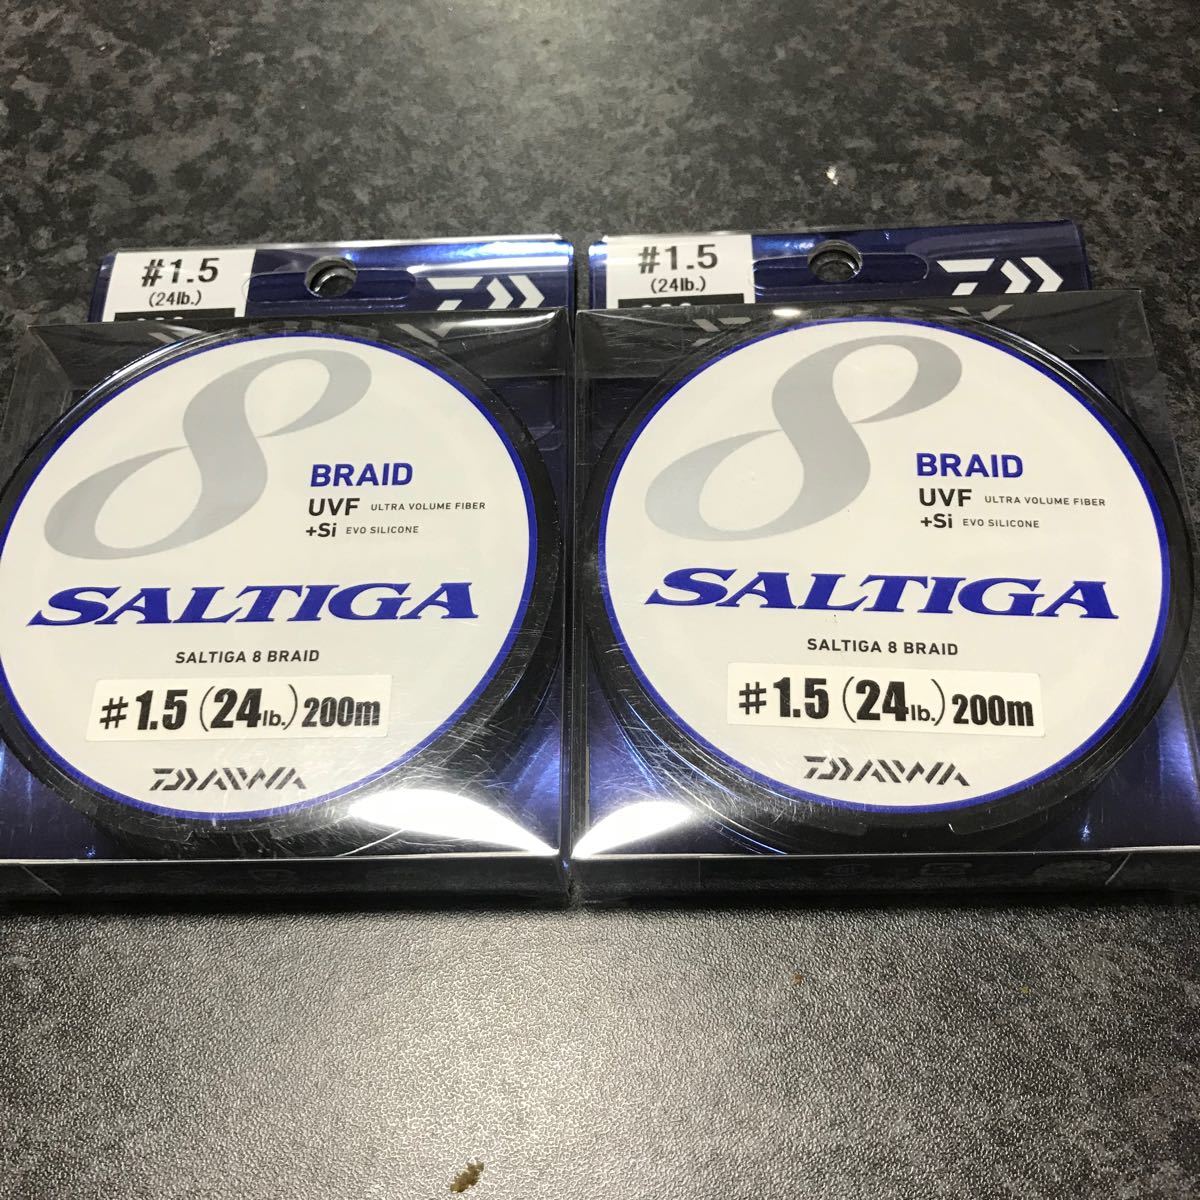 #1.5
(24lb.)
8
BRAID
UVF ULTRA VOLUME FIBER
+Si EVO SILICONE
SALTIGA
SALTIGA 8 BRAID
#1.5(24lb.)200m
DAIWA
#1.5
(24lb.)
8
BRAID
UVF ULTRA VOLUME FIBER
+Si EVO SILICONE
SALTIGA
SALTIGA 8 BRAID
#1.5(24lb.)200m
DAIWA